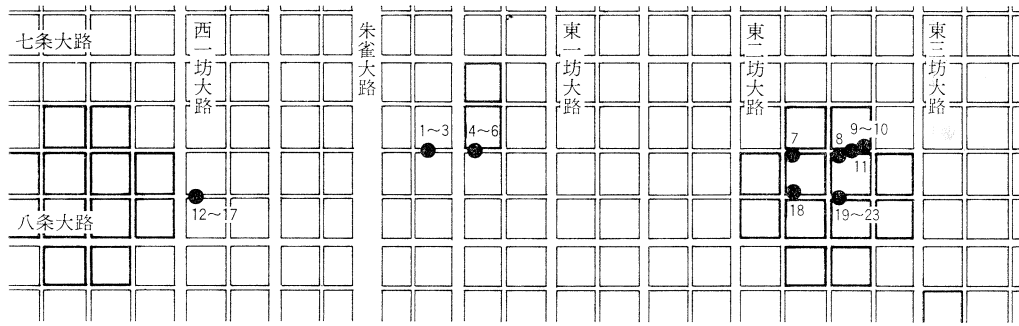 七条大路
西一坊大路
朱雀大路
東一坊大路
東二坊大路
東三坊大路
1〜3
4〜6
7
8
9〜10
11
12〜17
八条大路
18
19〜23